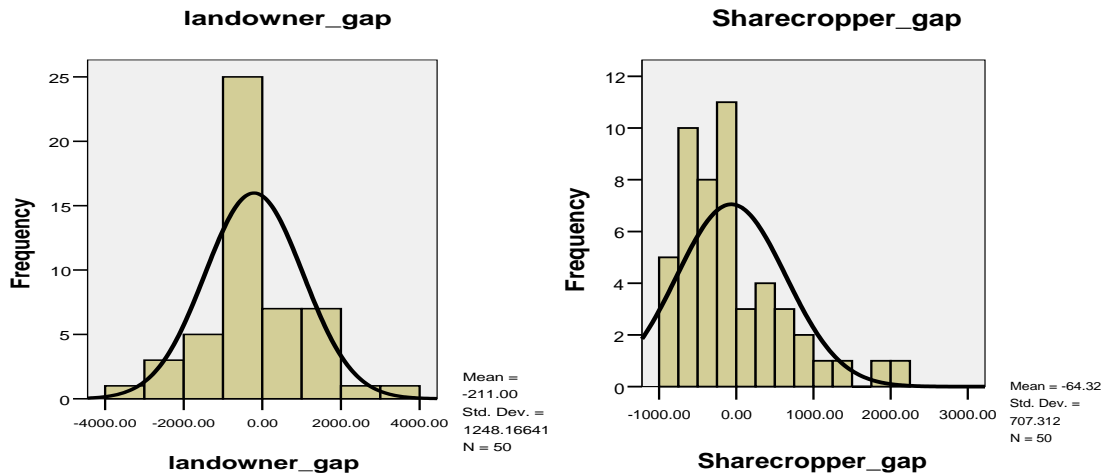 landowner_gap
Frequency
25
20
15
10
5
0
-4000.00 -2000.00 0.00 2000.00 4000.00
landowner_gap
Mean =
-211.00
Std. Dev. =
1248.16641
N = 50
Sharecropper_gap
Frequency
12
10
8
6
4
2
0
-1000.00 0.00 1000.00 2000.00 3000.00
Sharecropper_gap
Mean = -64.32
Std. Dev. =
707.312
N = 50